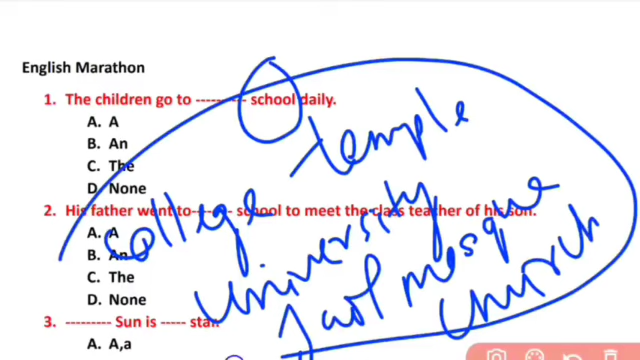 English Marathon
1. The children go to --------- school daily.
A. A
B. An
C. The
D. None
temple
2. His father went to-------- school to meet the class teacher of his son.
college
university
A. A
B. An
C. The
D. None
mosque
church
3. --------- Sun is ----- star.
A. A,a